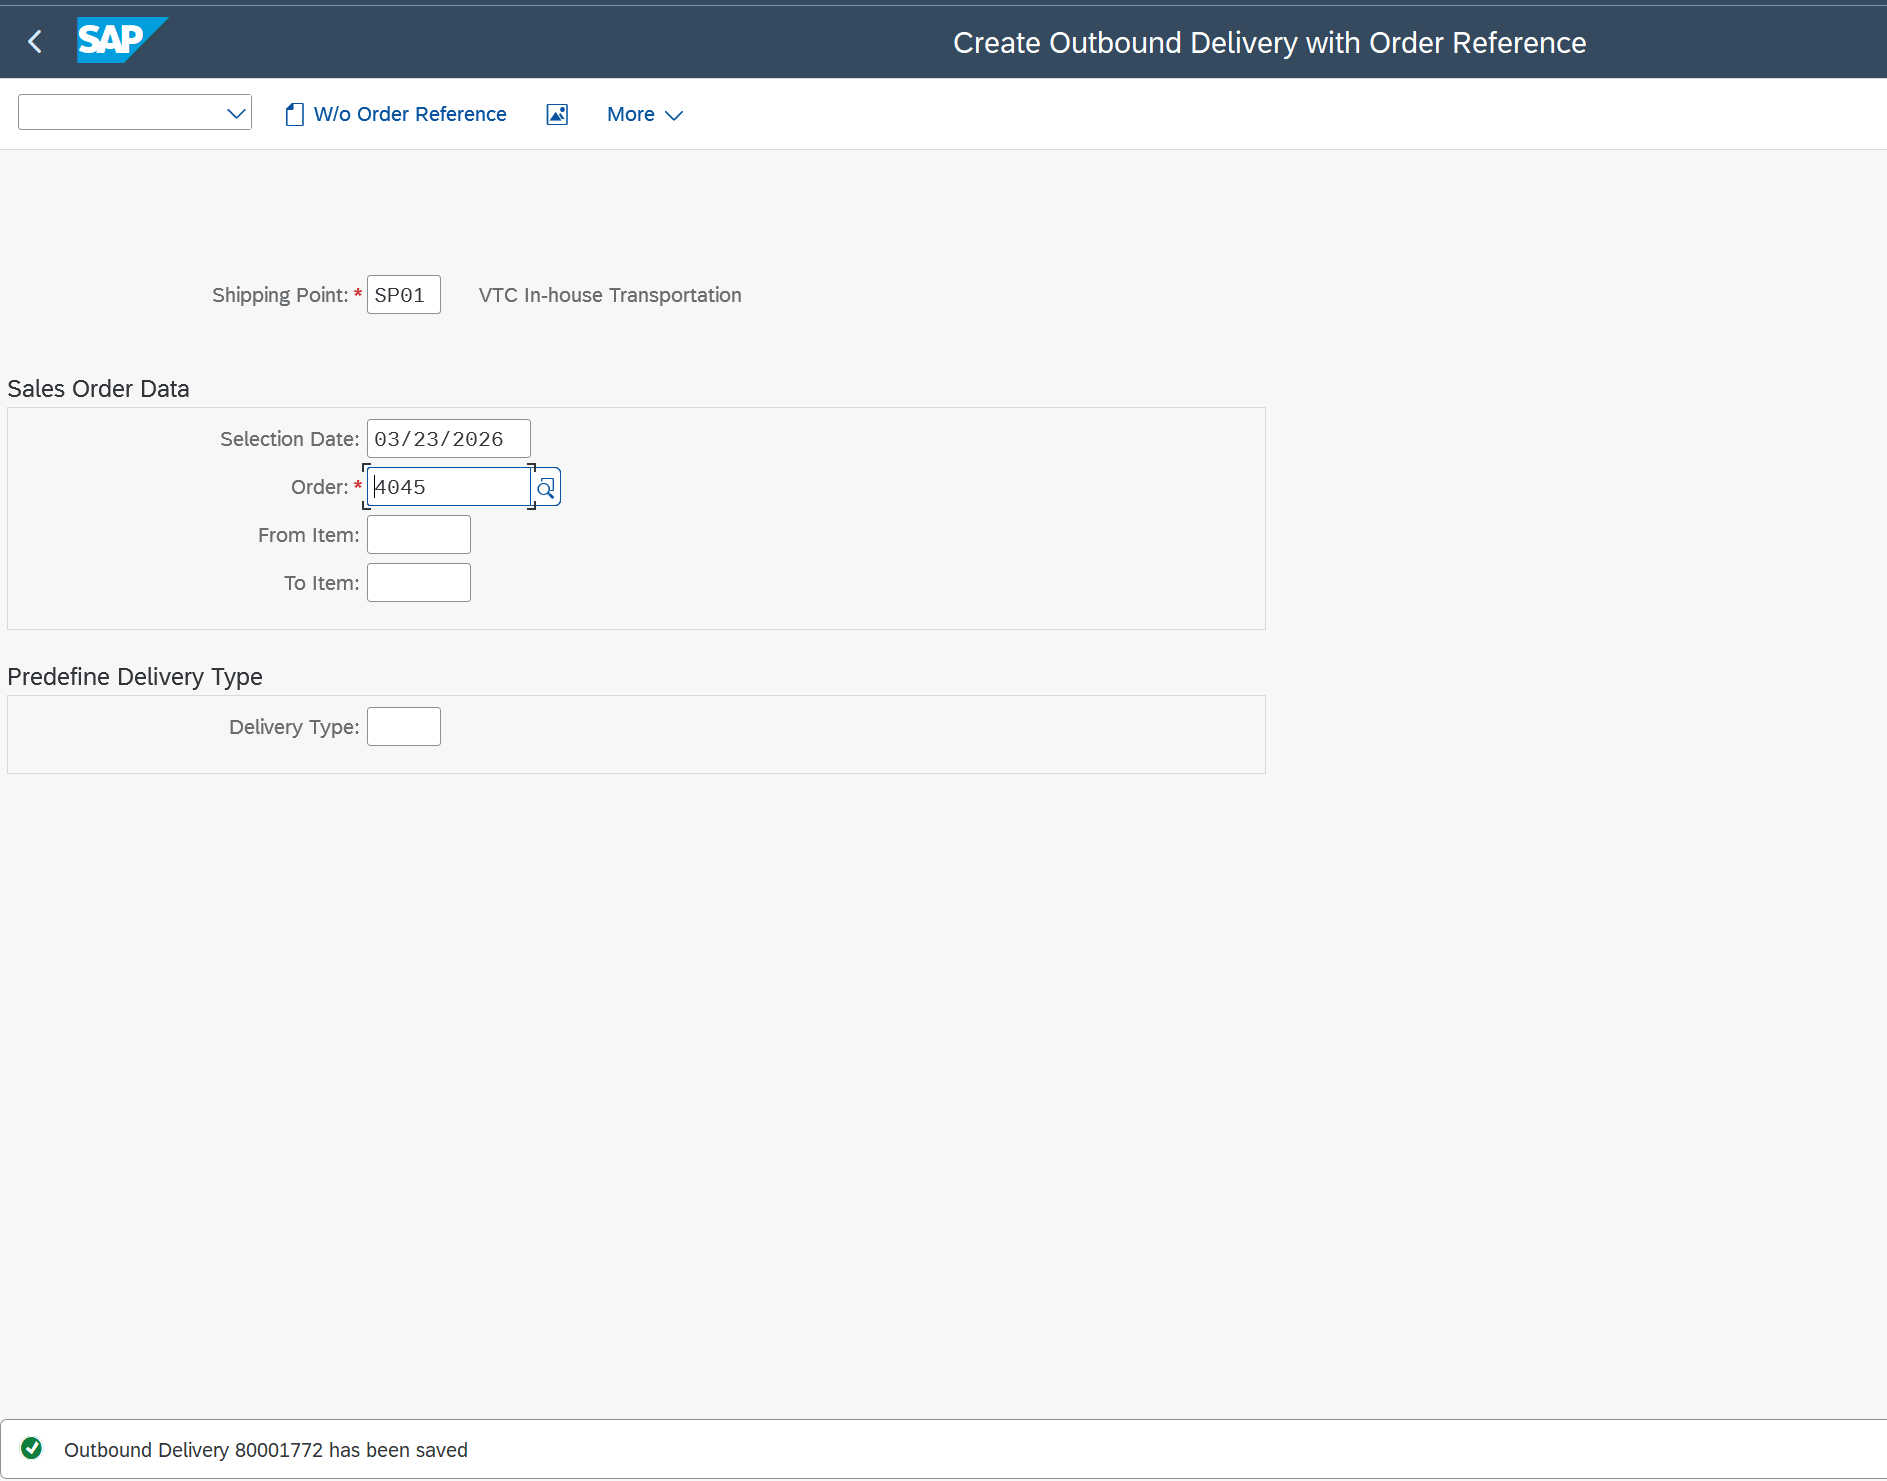 SAP
Create Outbound Delivery with Order Reference
W/o Order Reference
More
Shipping Point: * SP01 VTC In-house Transportation
Sales Order Data
Selection Date: 03/23/2026
Order: * 4045
From Item:
To Item:
Predefine Delivery Type
Delivery Type:
Outbound Delivery 80001772 has been saved